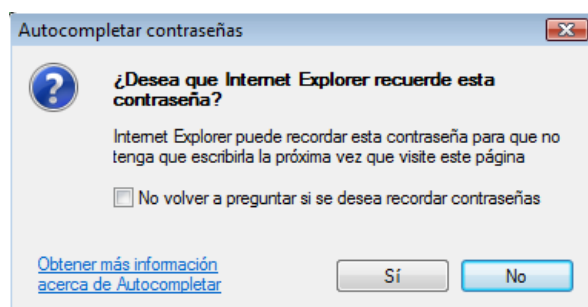 Autocompletar contraseñas
¿Desea que Internet Explorer recuerde esta
contraseña?
Internet Explorer puede recordar esta contraseña para que no
tenga que escribirla la próxima vez que visite este página
No volver a preguntar si se desea recordar contraseñas
Obtener más información
acerca de Autocompletar
Sí
No